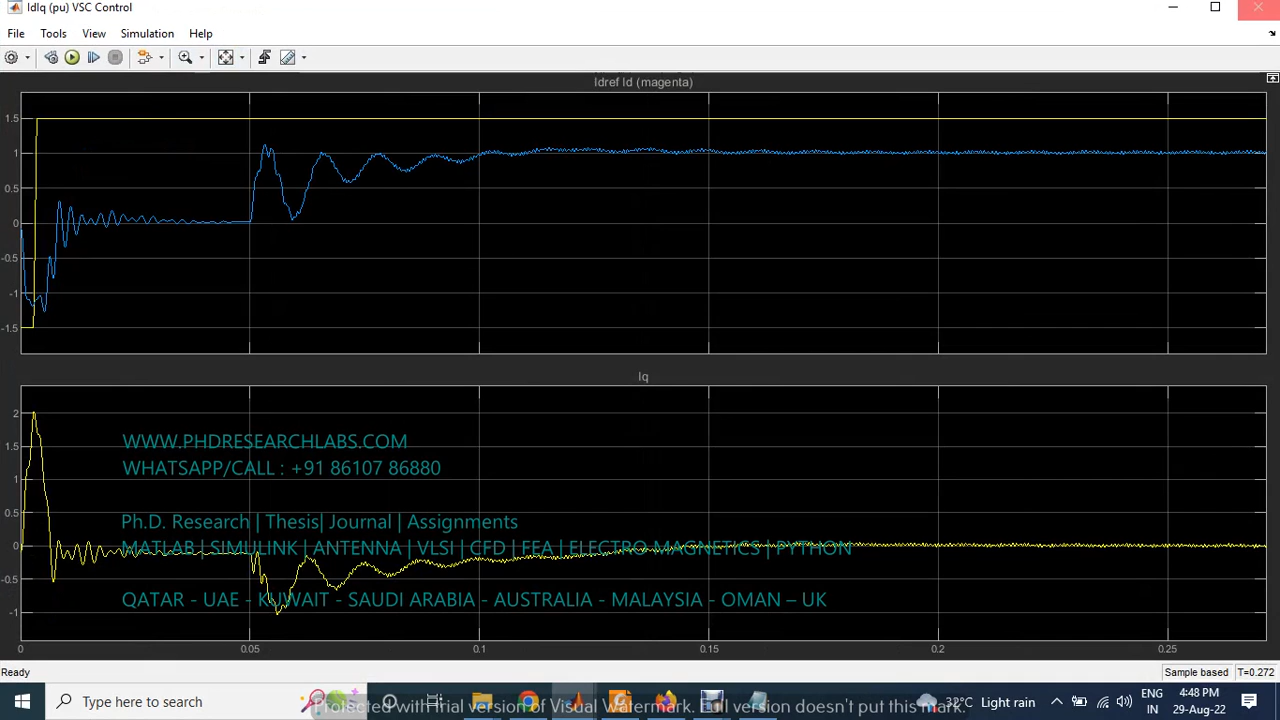 IdIq (pu) VSC Control
File Tools View Simulation Help
Idref Id (magenta)
1.5
1
0.5
0
-0.5
-1
-1.5
Iq
2
1.5
1
0.5
0
-0.5
-1
WWW.PHDRESEARCHLABS.COM
WHATSAPP/CALL : +91 86107 86880
Ph.D. Research | Thesis| Journal | Assignments
MATLAB | SIMULINK | ANTENNA | VLSI | CFD | FEA | ELECTRO MAGNETICS | PYTHON
QATAR - UAE - KUWAIT - SAUDI ARABIA - AUSTRALIA - MALAYSIA - OMAN – UK
0 0.05 0.1 0.15 0.2 0.25
Ready Sample based T=0.272
Type here to search
32°C Light rain
ENG
IN
4:48 PM
29-Aug-22
Protected with trial version of Visual Watermark. Full version doesn't put this mark.